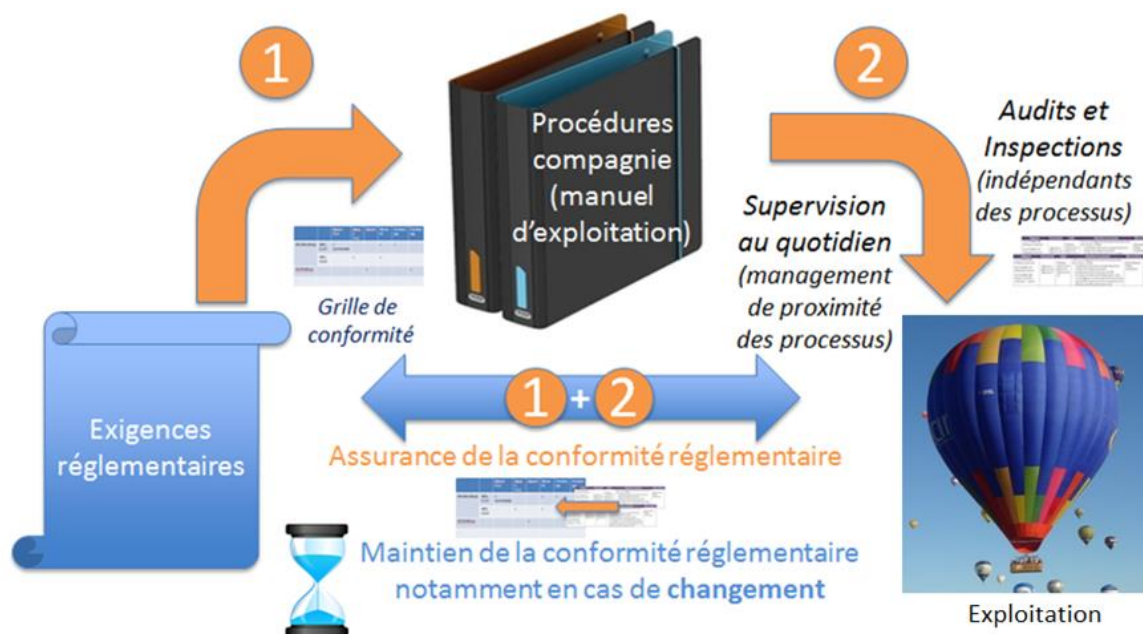 1
Procédures
compagnie
(manuel
d'exploitation)
2
Audits et
Inspections
(indépendants
des processus)
Supervision
au quotidien
(management
de proximité
des processus)
Grille de
conformité
Exigences
réglementaires
1 + 2
Assurance de la conformité réglementaire
Maintien de la conformité réglementaire
notamment en cas de changement
Exploitation